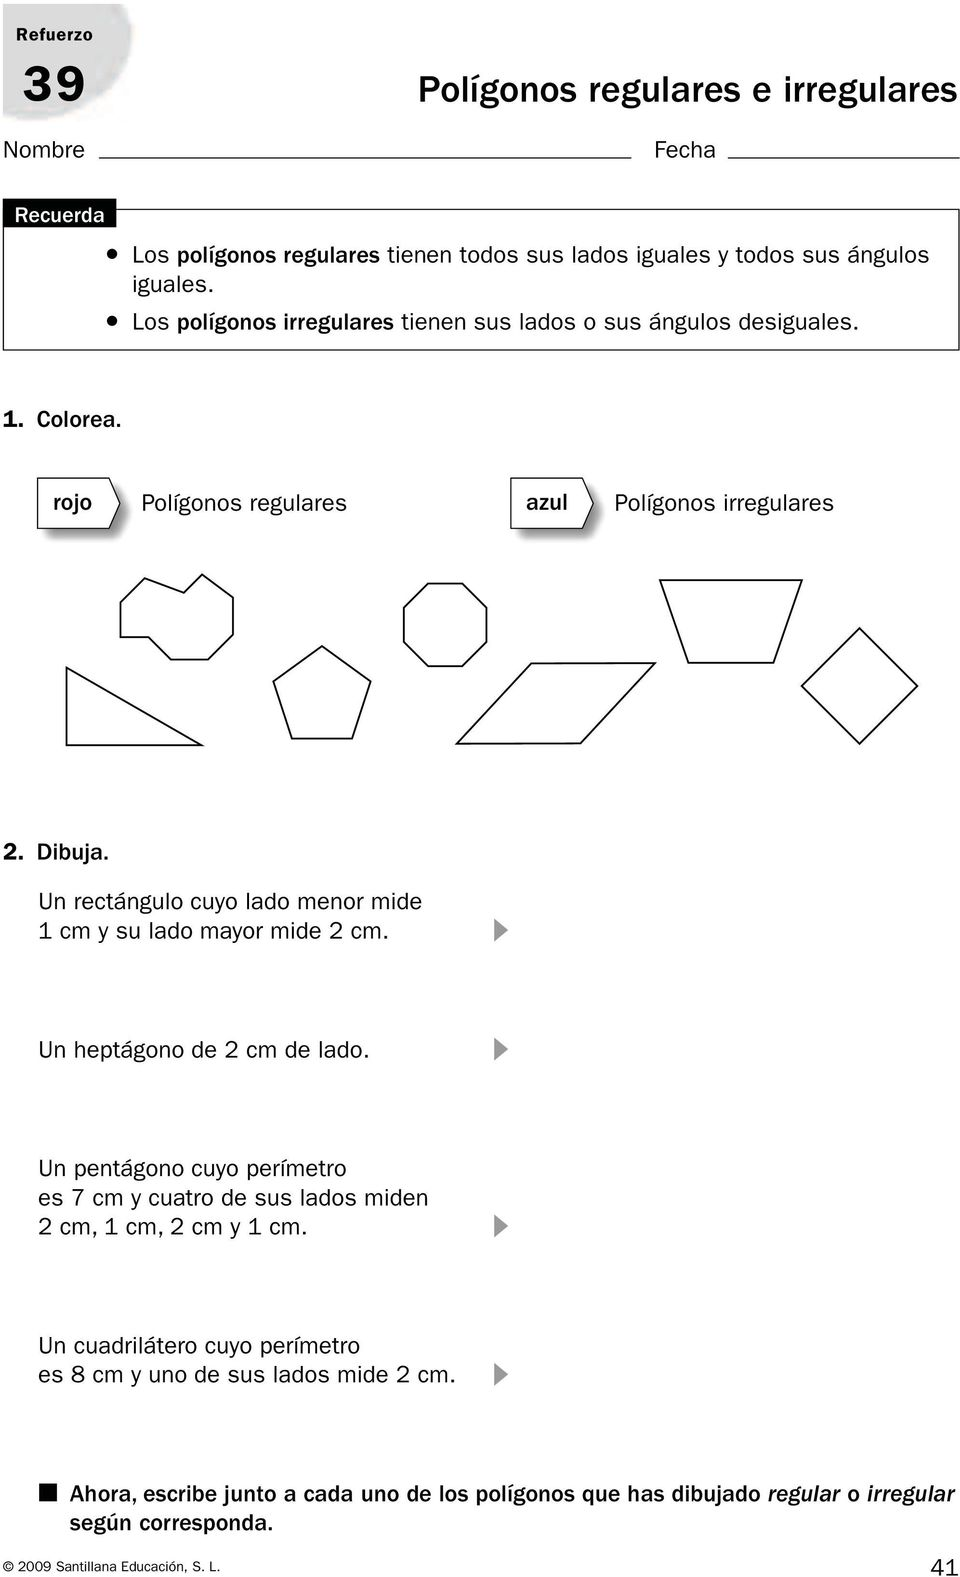 Refuerzo
39
Polígonos regulares e irregulares
Nombre
Fecha
Recuerda
● Los polígonos regulares tienen todos sus lados iguales y todos sus ángulos
iguales.
● Los polígonos irregulares tienen sus lados o sus ángulos desiguales.
1. Colorea.
rojo Polígonos regulares azul Polígonos irregulares
2. Dibuja.
Un rectángulo cuyo lado menor mide
1 cm y su lado mayor mide 2 cm.
Un heptágono de 2 cm de lado.
Un pentágono cuyo perímetro
es 7 cm y cuatro de sus lados miden
2 cm, 1 cm, 2 cm y 1 cm.
Un cuadrilátero cuyo perímetro
es 8 cm y uno de sus lados mide 2 cm.
■ Ahora, escribe junto a cada uno de los polígonos que has dibujado regular o irregular
según corresponda.
© 2009 Santillana Educación, S. L.
41